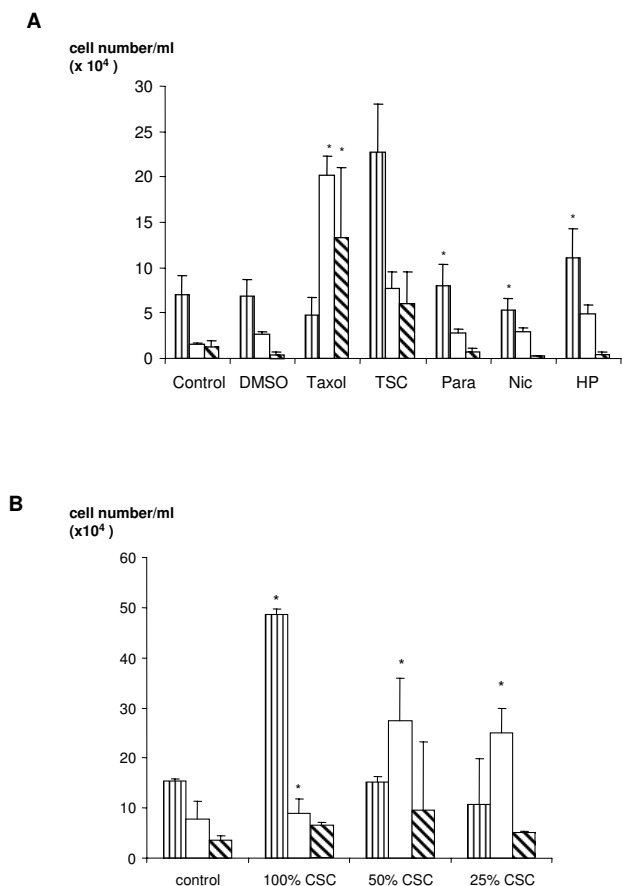 A
cell number/ml
(x 10⁴ )
30
25
20
15
10
5
0
* *
*
*
*
Control DMSO Taxol TSC Para Nic HP
B
cell number/ml
(x10⁴ )
60
50
40
30
20
10
0
*
*
*
*
control 100% CSC 50% CSC 25% CSC